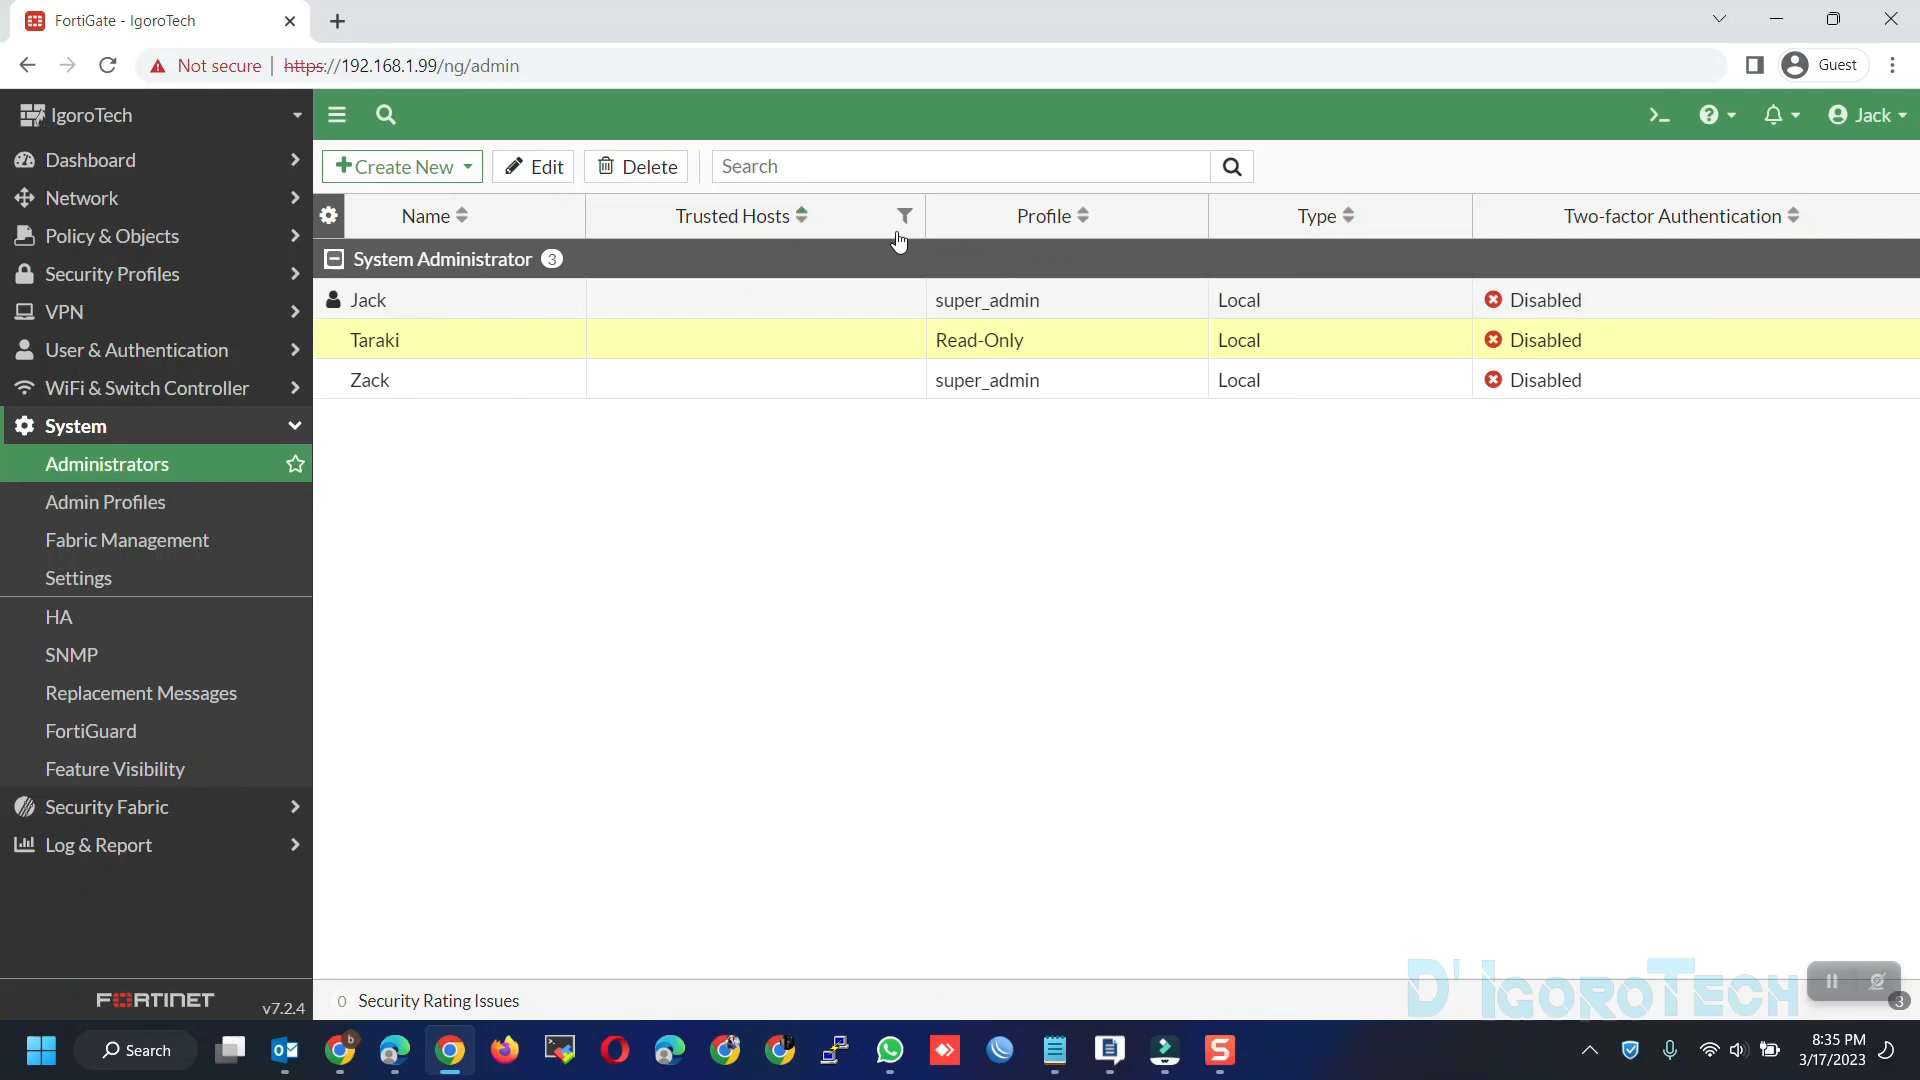 FortiGate - IgoroTech
Not secure | https://192.168.1.99/ng/admin
Guest
IgoroTech
Jack
Dashboard
Network
Policy & Objects
Security Profiles
VPN
User & Authentication
WiFi & Switch Controller
System
Administrators
Admin Profiles
Fabric Management
Settings
HA
SNMP
Replacement Messages
FortiGuard
Feature Visibility
Security Fabric
Log & Report
FORTINET
v7.2.4
Create New
Edit
Delete
Search
Name
Trusted Hosts
Profile
Type
Two-factor Authentication
System Administrator 3
Jack super_admin Local Disabled
Taraki Read-Only Local Disabled
Zack super_admin Local Disabled
0 Security Rating Issues
D' IGOROTECH
3
Search
8:35 PM
3/17/2023